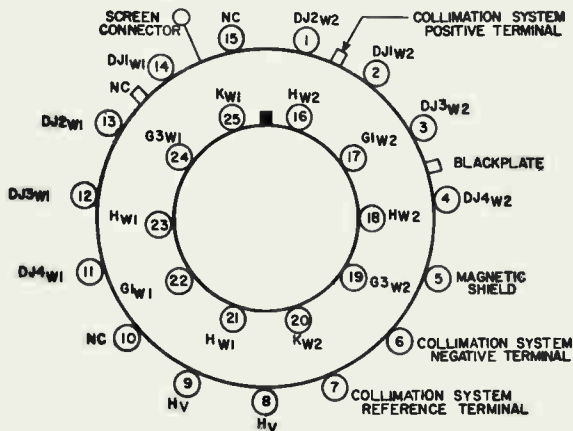 SCREEN
CONNECTOR
NC
15
DJ2W2
1
COLLIMATION SYSTEM
POSITIVE TERMINAL
DJ1W1
14
DJ1W2
2
NC
KW1
25
HW2
16
DJ2W1
13
DJ3W2
3
G3W1
24
G1W2
17
BLACKPLATE
DJ3W1
12
DJ4W2
4
HW1
23
18
HW2
DJ4W1
11
G1W1
22
19
G3W2
5
MAGNETIC
SHIELD
21
HW1
20
KW2
NC
10
6
COLLIMATION SYSTEM
NEGATIVE TERMINAL
9
HV
8
HV
7
COLLIMATION SYSTEM
REFERENCE TERMINAL